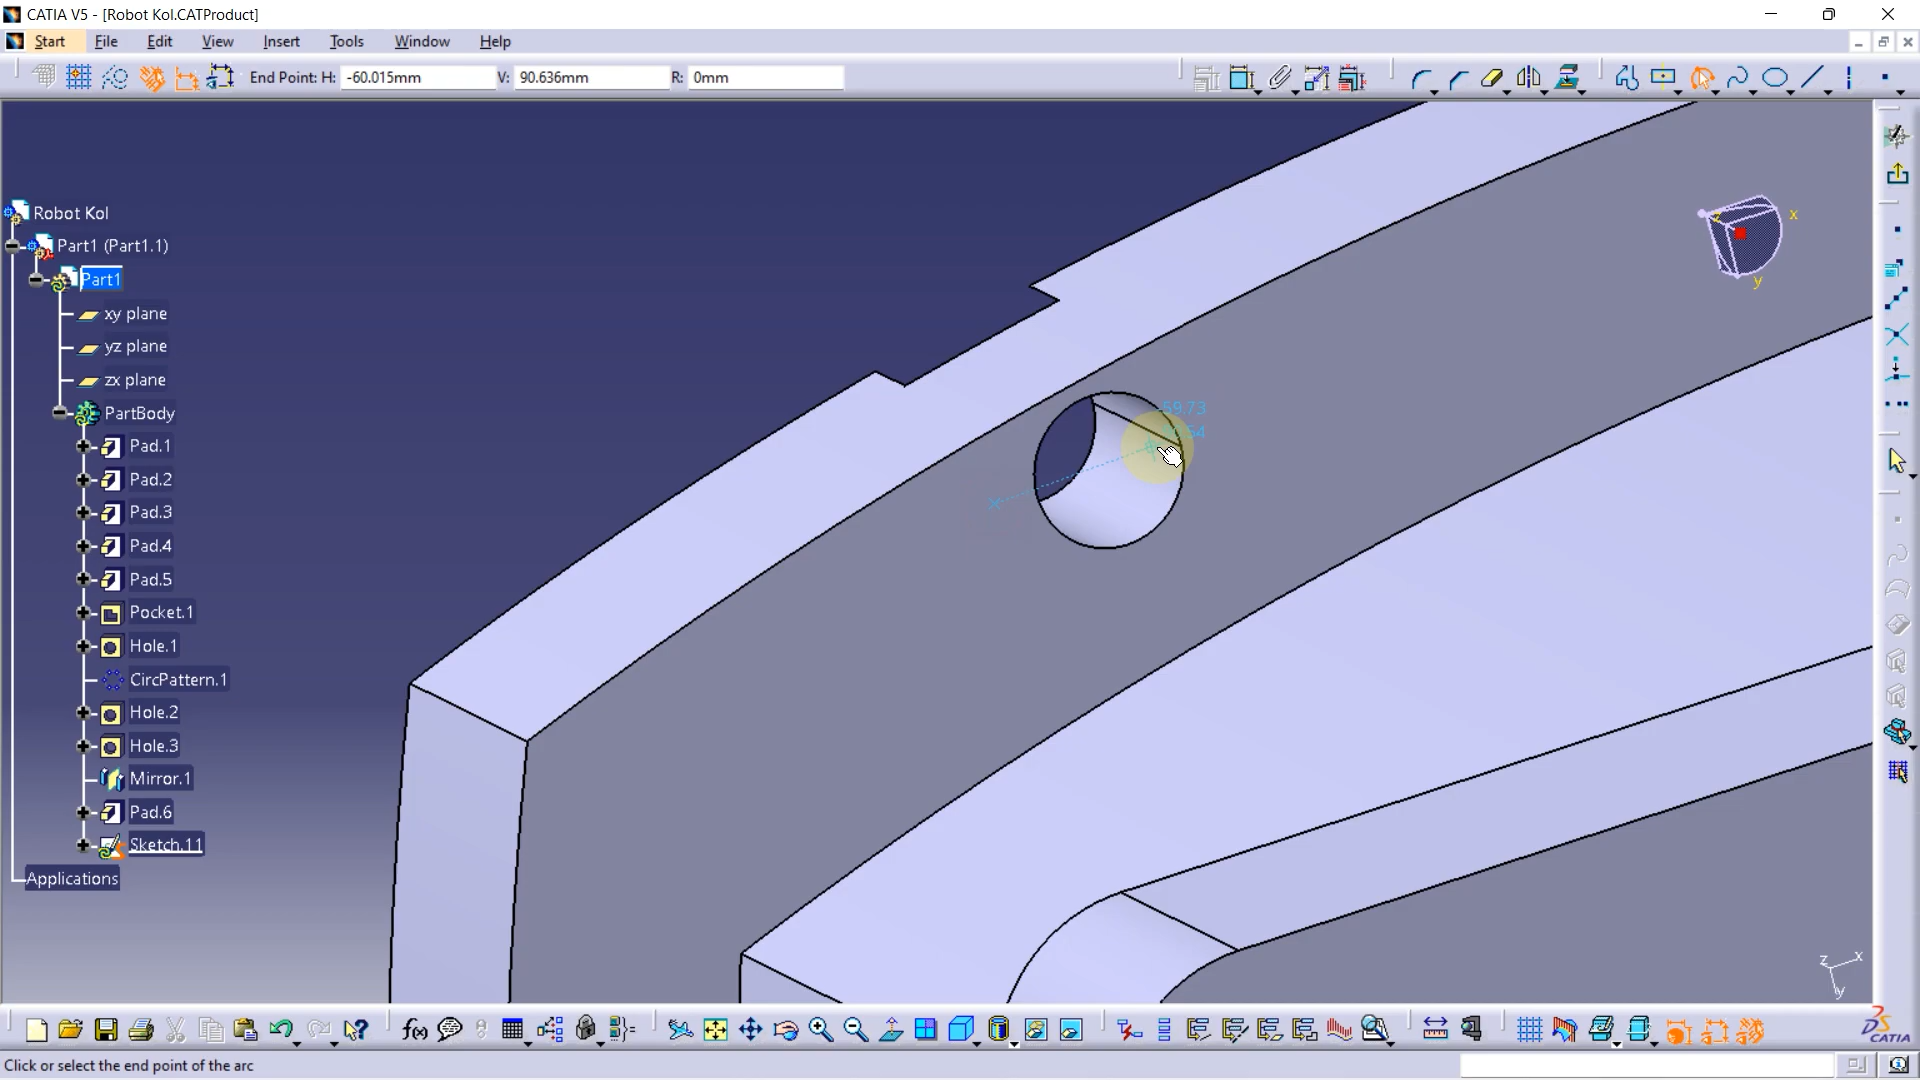 CATIA V5 - [Robot Kol.CATProduct]
Start File Edit View Insert Tools Window Help
End Point: H: -60.015mm V: 90.636mm R: 0mm
Robot Kol
Part1 (Part1.1)
Part1
xy plane
yz plane
zx plane
PartBody
Pad.1
Pad.2
Pad.3
Pad.4
Pad.5
Pocket.1
Hole.1
CircPattern.1
Hole.2
Hole.3
Mirror.1
Pad.6
Sketch.11
Applications
59.73
z x
y
z x
y
f(x)
CATIA
Click or select the end point of the arc